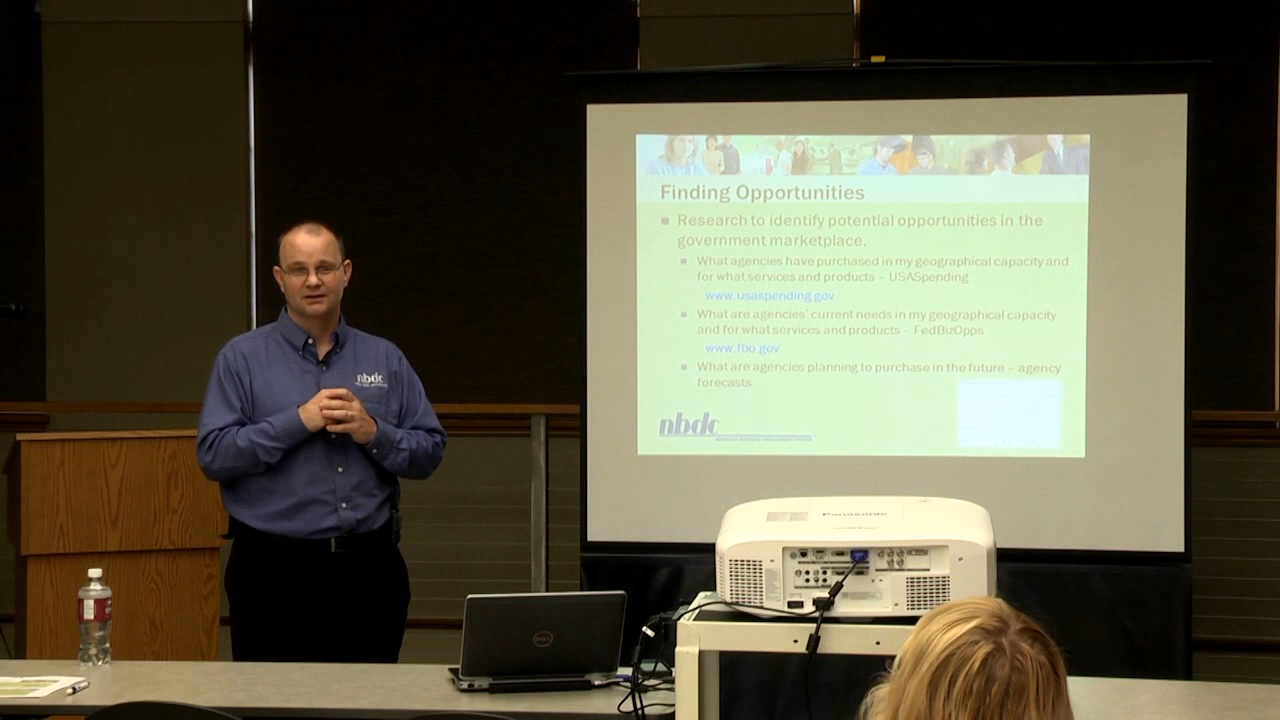 Finding Opportunities
Research to identify potential opportunities in the
government marketplace.
What agencies have purchased in my geographical capacity and
for what services and products – USASpending
www.usaspending.gov
What are agencies' current needs in my geographical capacity
and for what services and products – FedBizOpps
www.fbo.gov
What are agencies planning to purchase in the future – agency
forecasts
nbdc
nbdc
Panasonic
DELL